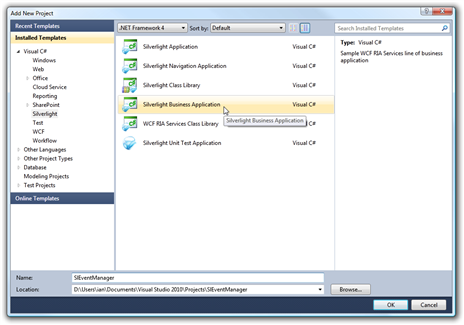 Add New Project
Recent Templates
.NET Framework 4
Sort by:
Default
Search Installed Templates
Installed Templates
Visual C#
Windows
Web
Office
Cloud Service
Reporting
SharePoint
Silverlight
Test
WCF
Workflow
Other Languages
Other Project Types
Database
Modeling Projects
Test Projects
Online Templates
Silverlight Application Visual C#
Silverlight Navigation Application Visual C#
Silverlight Class Library Visual C#
Silverlight Business Application Visual C#
WCF RIA Services Class Library Visual C#
Silverlight Business Application
Silverlight Unit Test Application Visual C#
Type: Visual C#
Sample WCF RIA Services line of business
application
Name: SlEventManager
Location: D:\Users\ian\Documents\Visual Studio 2010\Projects\SlEventManager
Browse...
OK
Cancel